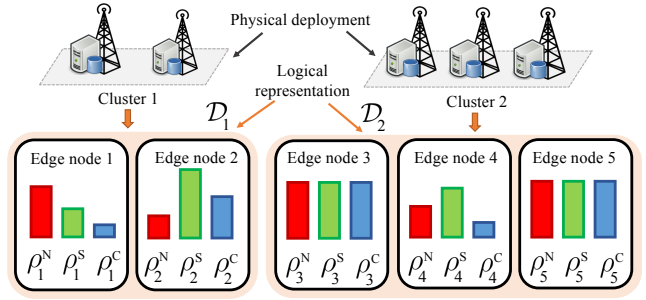 Physical deployment
Cluster 1
Logical
representation
Cluster 2
𝒟₁
𝒟₂
Edge node 1
Edge node 2
Edge node 3
Edge node 4
Edge node 5
ρ₁ᴺ ρ₁ˢ ρ₁ᶜ
ρ₂ᴺ ρ₂ˢ ρ₂ᶜ
ρ₃ᴺ ρ₃ˢ ρ₃ᶜ
ρ₄ᴺ ρ₄ˢ ρ₄ᶜ
ρ₅ᴺ ρ₅ˢ ρ₅ᶜ